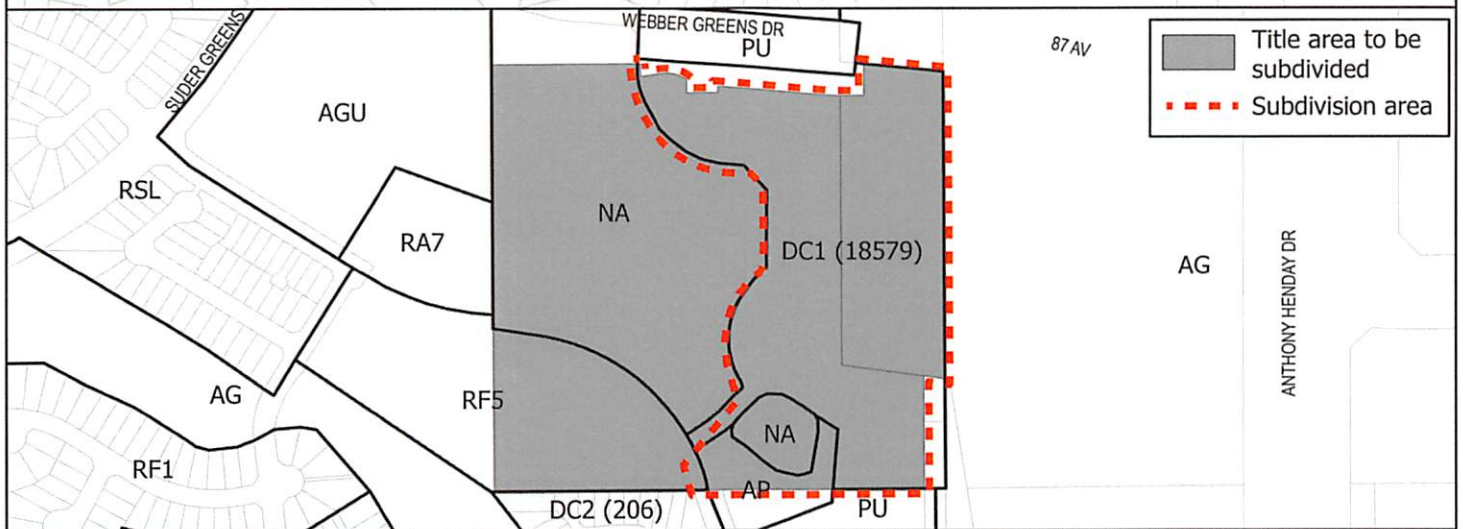 WEBBER GREENS DR
PU
87 AV
Title area to be
subdivided
Subdivision area
SUDER GREENS
AGU
RSL
NA
RA7
DC1 (18579)
AG
ANTHONY HENDAY DR
AG
RF5
NA
RF1
AP
DC2 (206)
PU